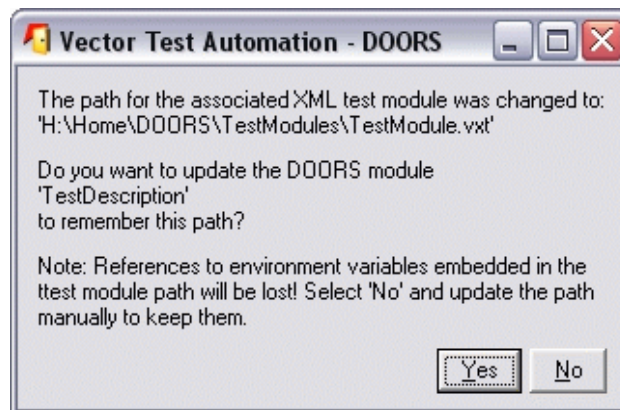 Vector Test Automation - DOORS
The path for the associated XML test module was changed to:
'H:\Home\DOORS\TestModules\TestModule.vxt'
Do you want to update the DOORS module
'TestDescription'
to remember this path?
Note: References to environment variables embedded in the
ttest module path will be lost! Select 'No' and update the path
manually to keep them.
Yes No